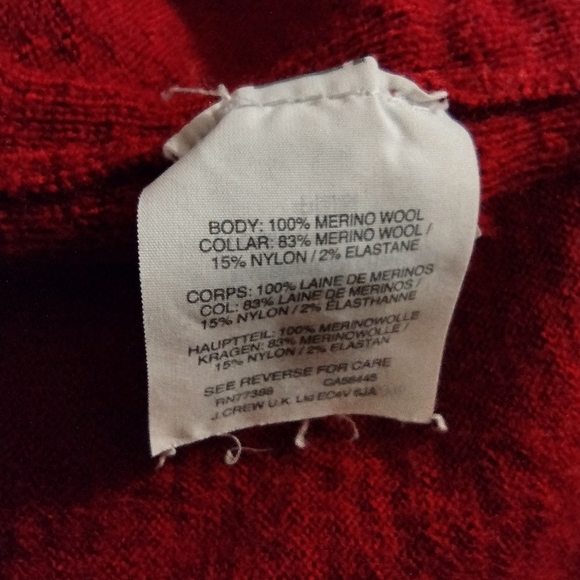 BODY: 100% MERINO WOOL
COLLAR: 83% MERINO WOOL /
15% NYLON / 2% ELASTANE
CORPS: 100% LAINE DE MERINOS
COL: 83% LAINE DE MERINOS /
15% NYLON / 2% ELASTHANNE
HAUPTTEIL: 100% MERINOWOLLE
KRAGEN: 83% MERINOWOLLE /
15% NYLON / 2% ELASTAN
SEE REVERSE FOR CARE
RN77388 CA56445
J.CREW U.K. Ltd EC4V 6JA